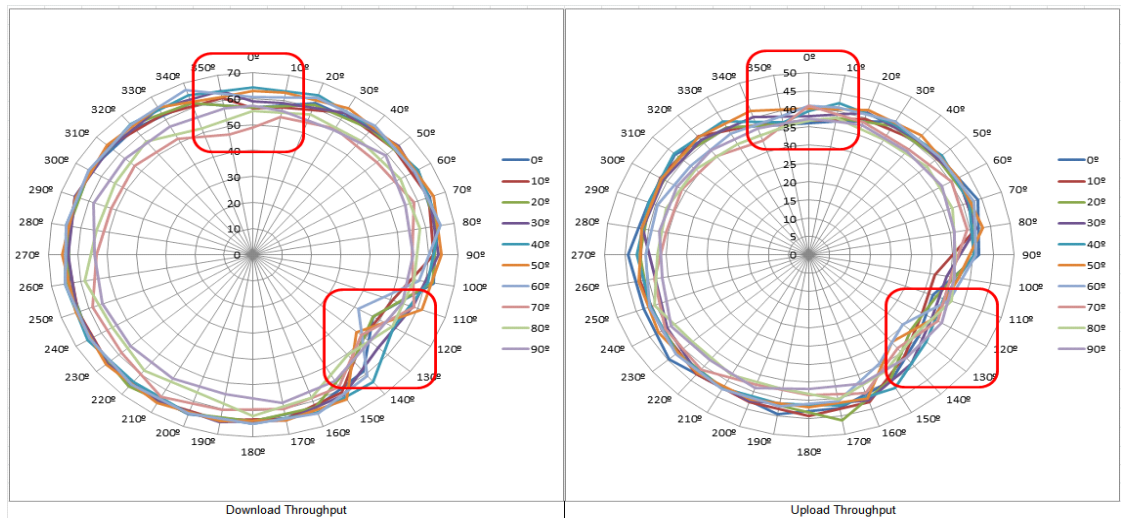 0º
10º
20º
30º
40º
50º
60º
70º
80º
90º
100º
110º
120º
130º
140º
150º
160º
170º
180º
190º
200º
210º
220º
230º
240º
250º
260º
270º
280º
290º
300º
310º
320º
330º
340º
350º
70
60
50
40
30
20
10
0
0º
10º
20º
30º
40º
50º
60º
70º
80º
90º
Download Throughput
0º
10º
20º
30º
40º
50º
60º
70º
80º
90º
100º
110º
120º
130º
140º
150º
160º
170º
180º
190º
200º
210º
220º
230º
240º
250º
260º
270º
280º
290º
300º
310º
320º
330º
340º
350º
50
45
40
35
30
25
20
15
10
5
0
0º
10º
20º
30º
40º
50º
60º
70º
80º
90º
Upload Throughput